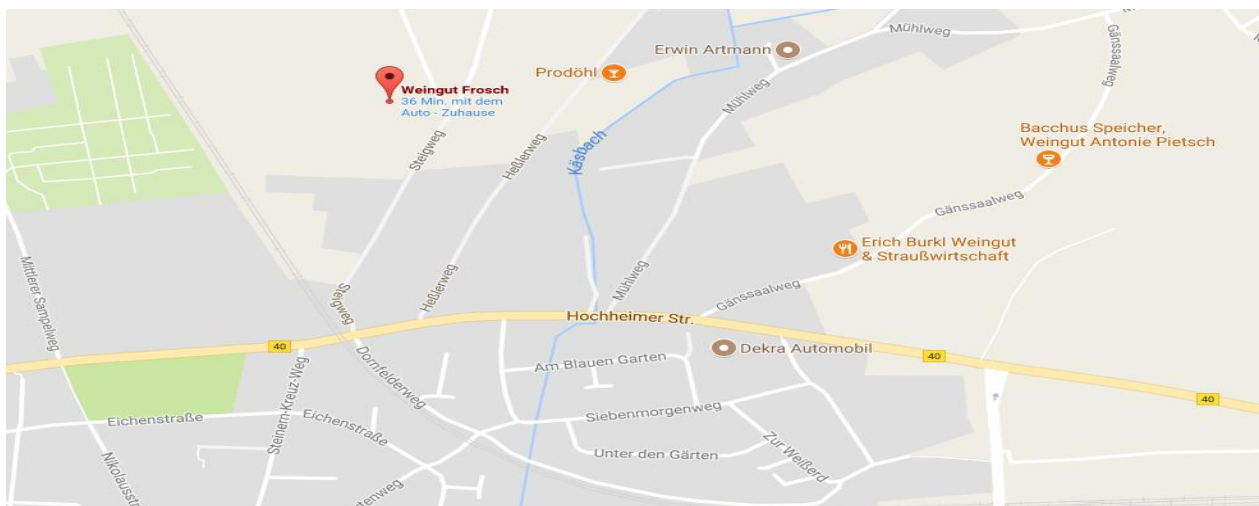 Mühlweg
Gänssaalweg
Erwin Artmann
Prodöhl
Weingut Frosch
36 Min. mit dem
Auto - Zuhause
Mühlweg
Käsbach
Steigweg
Heßlerweg
Bacchus Speicher,
Weingut Antonie Pietsch
Gänssaalweg
Erich Burkl Weingut
& Straußwirtschaft
Mittlerer Sampelweg
Steigweg
Heßlerweg
Mühlweg
Gänssaalweg
Hochheimer Str.
40
Dekra Automobil
40
Am Blauen Garten
Dornfelderweg
40
Eichenstraße
Steinern-Kreuz-Weg
Eichenstraße
Siebenmorgenweg
Unter den Gärten
Zur Weißerd